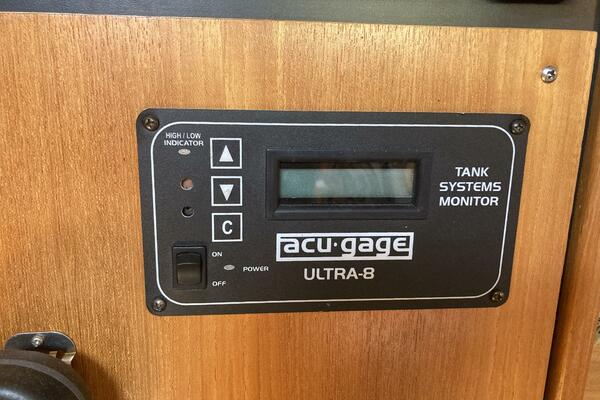 HIGH / LOW
INDICATOR
C
TANK
SYSTEMS
MONITOR
acu·gage
ULTRA-8
ON
POWER
OFF